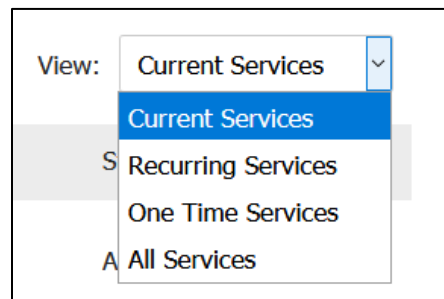 View: Current Services
Current Services
S Recurring Services
One Time Services
A All Services